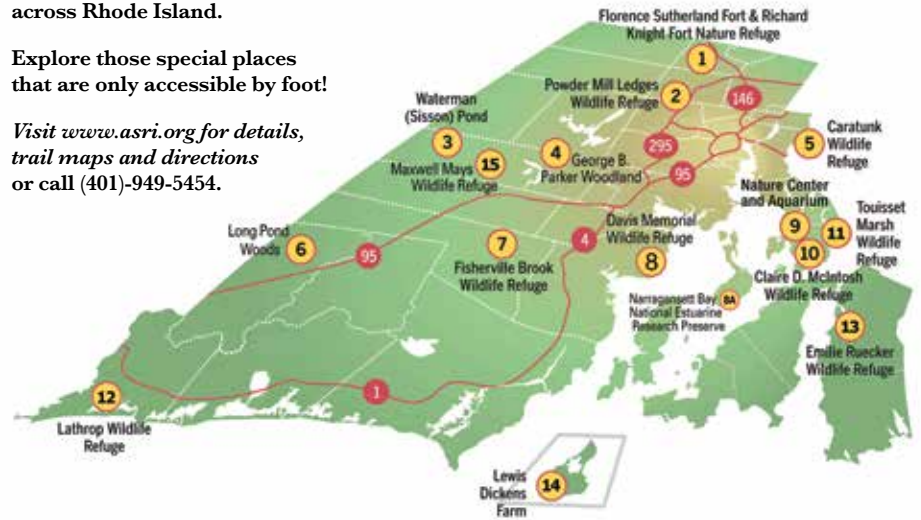 across Rhode Island.
Explore those special places
that are only accessible by foot!
Visit www.asri.org for details,
trail maps and directions
or call (401)-949-5454.
Florence Sutherland Fort & Richard
Knight Fort Nature Refuge
1
Powder Mill Ledges
Wildlife Refuge
2
146
Waterman
(Sisson) Pond
3
Maxwell Mays
Wildlife Refuge
15
4
George B.
Parker Woodland
295
95
5
Caratunk
Wildlife
Refuge
Nature Center
and Aquarium
9
10
11
Touisset
Marsh
Wildlife
Refuge
Claire D. McIntosh
Wildlife Refuge
Long Pond
Woods
6
95
7
Fisherville Brook
Wildlife Refuge
4
Davis Memorial
Wildlife Refuge
8
Narragansett Bay
National Estuarine
Research Preserve
8A
13
Emilie Ruecker
Wildlife Refuge
1
12
Lathrop Wildlife
Refuge
Lewis
Dickens
Farm
14